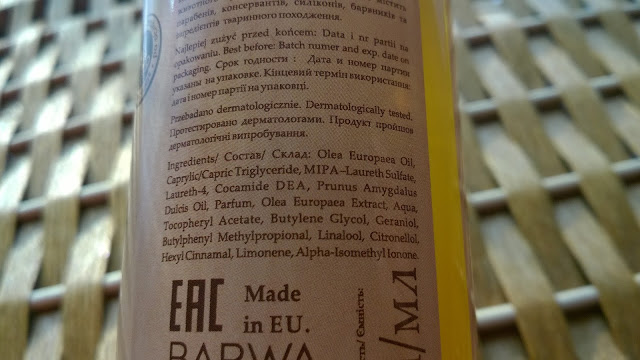 містить
парабенів, консервантів, силіконів, барвників та
інгредієнтів тваринного походження.
Najlepiej zużyć przed końcem: Data i nr partii na
opakowaniu. Best before: Batch numer and exp. date on
packaging. Срок годности : Дата и номер партии
указаны на упаковке. Кінцевий термін використання:
дата і номер партії на упаковці.
Przebadano dermatologicznie. Dermatologically tested.
Протестировано дерматологами. Продукт пройшов
дерматологічні випробування.
Ingredients/ Состав/ Склад: Olea Europaea Oil,
Caprylic/Capric Triglyceride, MIPA–Laureth Sulfate,
Laureth-4, Cocamide DEA, Prunus Amygdalus
Dulcis Oil, Parfum, Olea Europaea Extract, Aqua,
Tocopheryl Acetate, Butylene Glycol, Geraniol,
Butylphenyl Methylpropional, Linalool, Citronellol,
Hexyl Cinnamal, Limonene, Alpha-Isomethyl Ionone.
EAC
Made
in EU.
BARWA
Ємність:
/мл